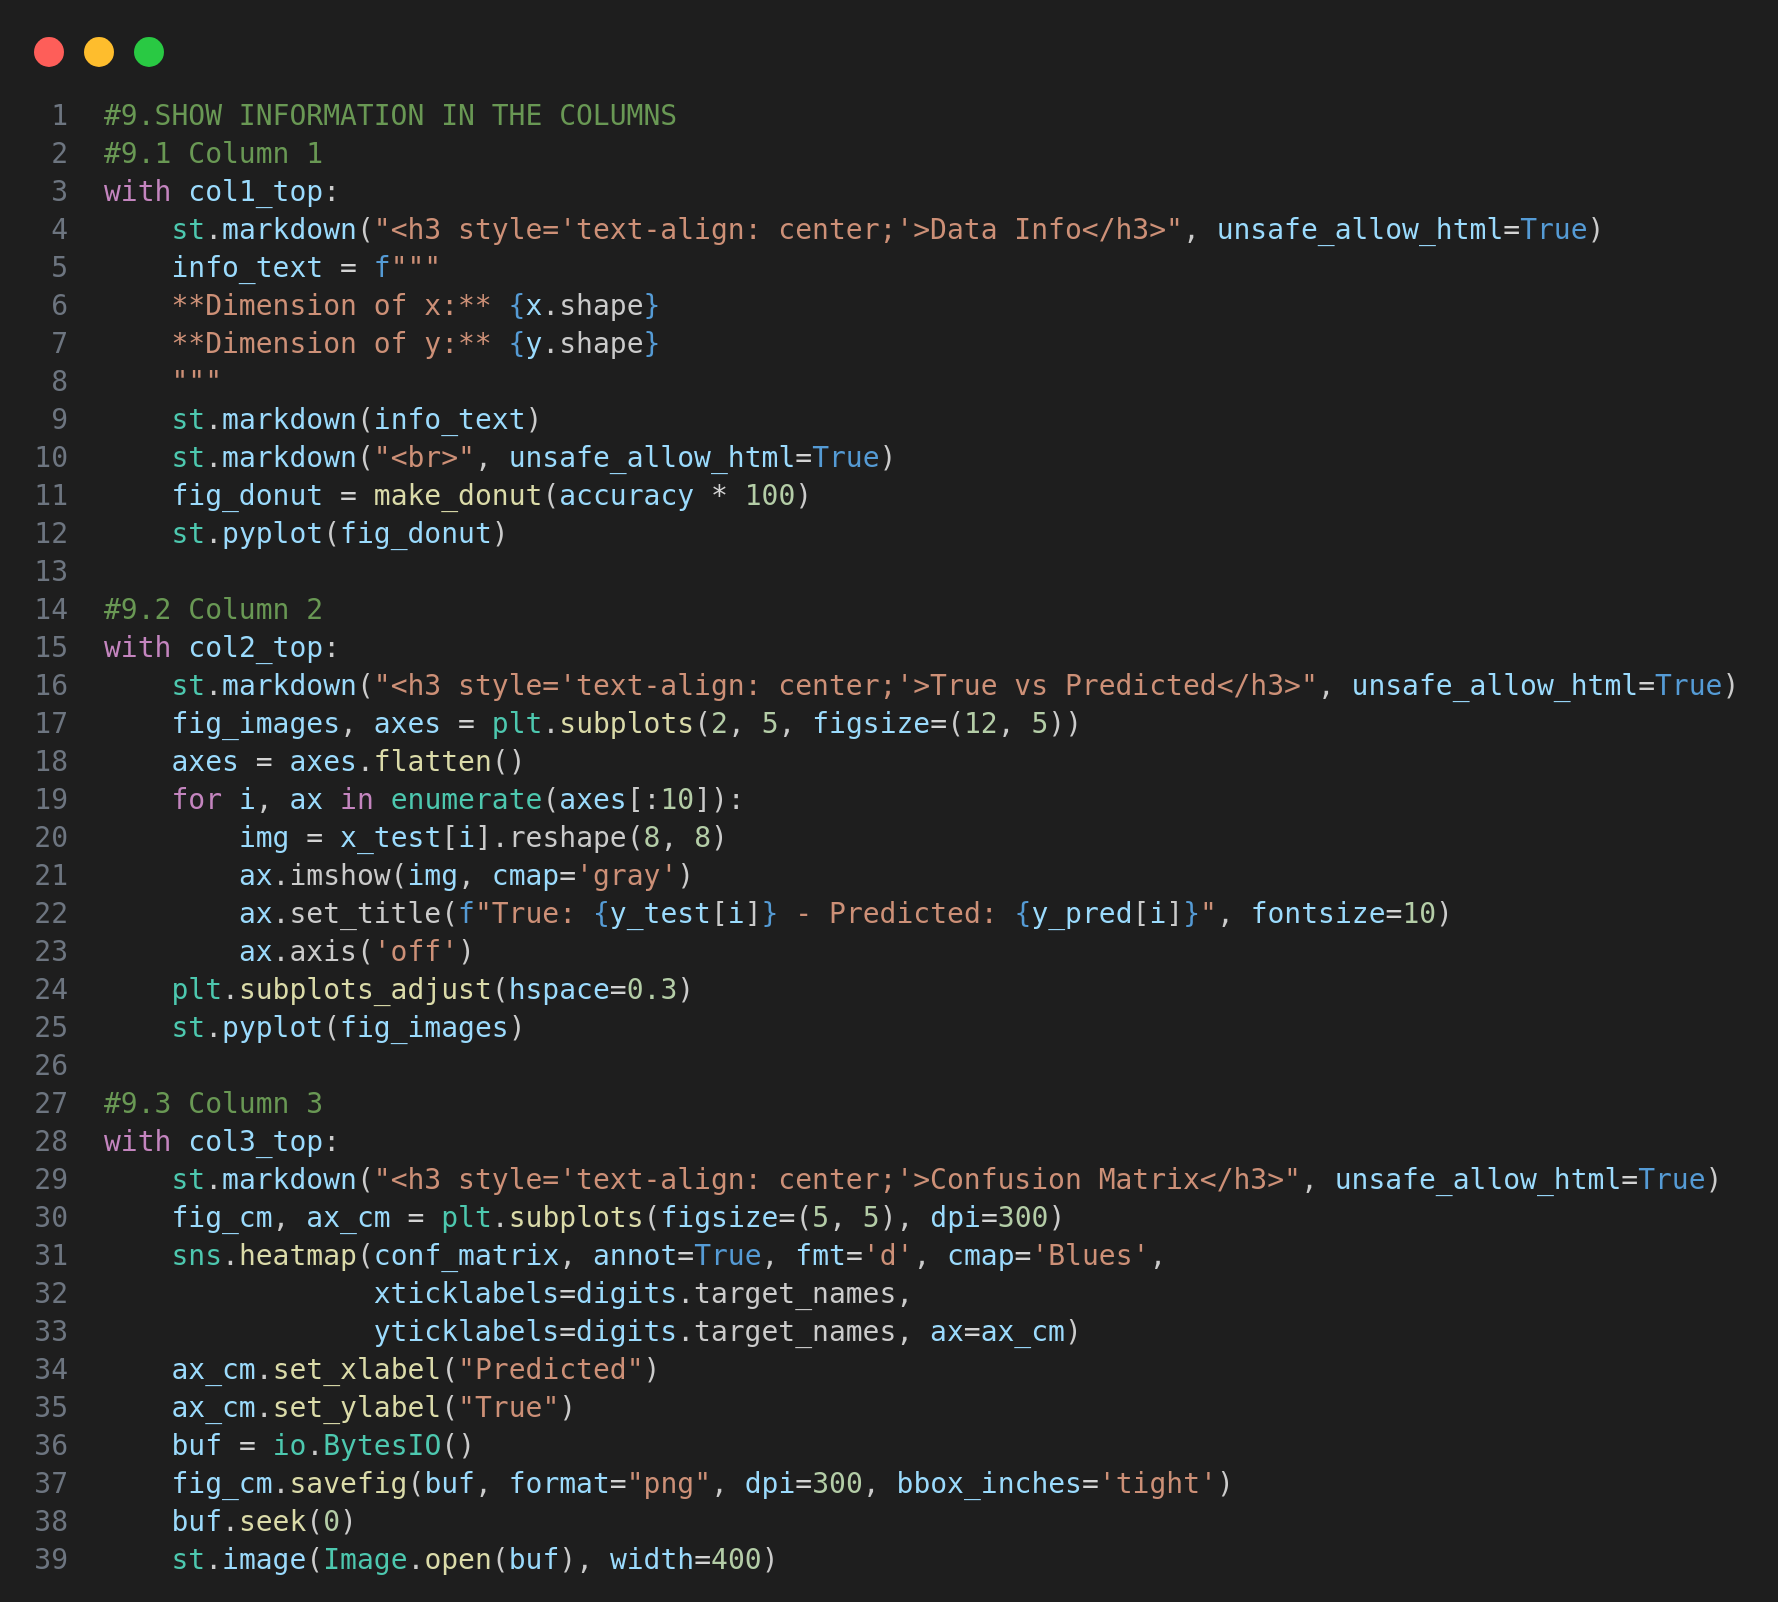 1 #9.SHOW INFORMATION IN THE COLUMNS
2 #9.1 Column 1
3 with col1_top:
4     st.markdown("<h3 style='text-align: center;'>Data Info</h3>", unsafe_allow_html=True)
5     info_text = f"""
6     **Dimension of x:** {x.shape}
7     **Dimension of y:** {y.shape}
8     """
9     st.markdown(info_text)
10     st.markdown("<br>", unsafe_allow_html=True)
11     fig_donut = make_donut(accuracy * 100)
12     st.pyplot(fig_donut)
13
14 #9.2 Column 2
15 with col2_top:
16     st.markdown("<h3 style='text-align: center;'>True vs Predicted</h3>", unsafe_allow_html=True)
17     fig_images, axes = plt.subplots(2, 5, figsize=(12, 5))
18     axes = axes.flatten()
19     for i, ax in enumerate(axes[:10]):
20         img = x_test[i].reshape(8, 8)
21         ax.imshow(img, cmap='gray')
22         ax.set_title(f"True: {y_test[i]} - Predicted: {y_pred[i]}", fontsize=10)
23         ax.axis('off')
24     plt.subplots_adjust(hspace=0.3)
25     st.pyplot(fig_images)
26
27 #9.3 Column 3
28 with col3_top:
29     st.markdown("<h3 style='text-align: center;'>Confusion Matrix</h3>", unsafe_allow_html=True)
30     fig_cm, ax_cm = plt.subplots(figsize=(5, 5), dpi=300)
31     sns.heatmap(conf_matrix, annot=True, fmt='d', cmap='Blues',
32                 xticklabels=digits.target_names,
33                 yticklabels=digits.target_names, ax=ax_cm)
34     ax_cm.set_xlabel("Predicted")
35     ax_cm.set_ylabel("True")
36     buf = io.BytesIO()
37     fig_cm.savefig(buf, format="png", dpi=300, bbox_inches='tight')
38     buf.seek(0)
39     st.image(Image.open(buf), width=400)